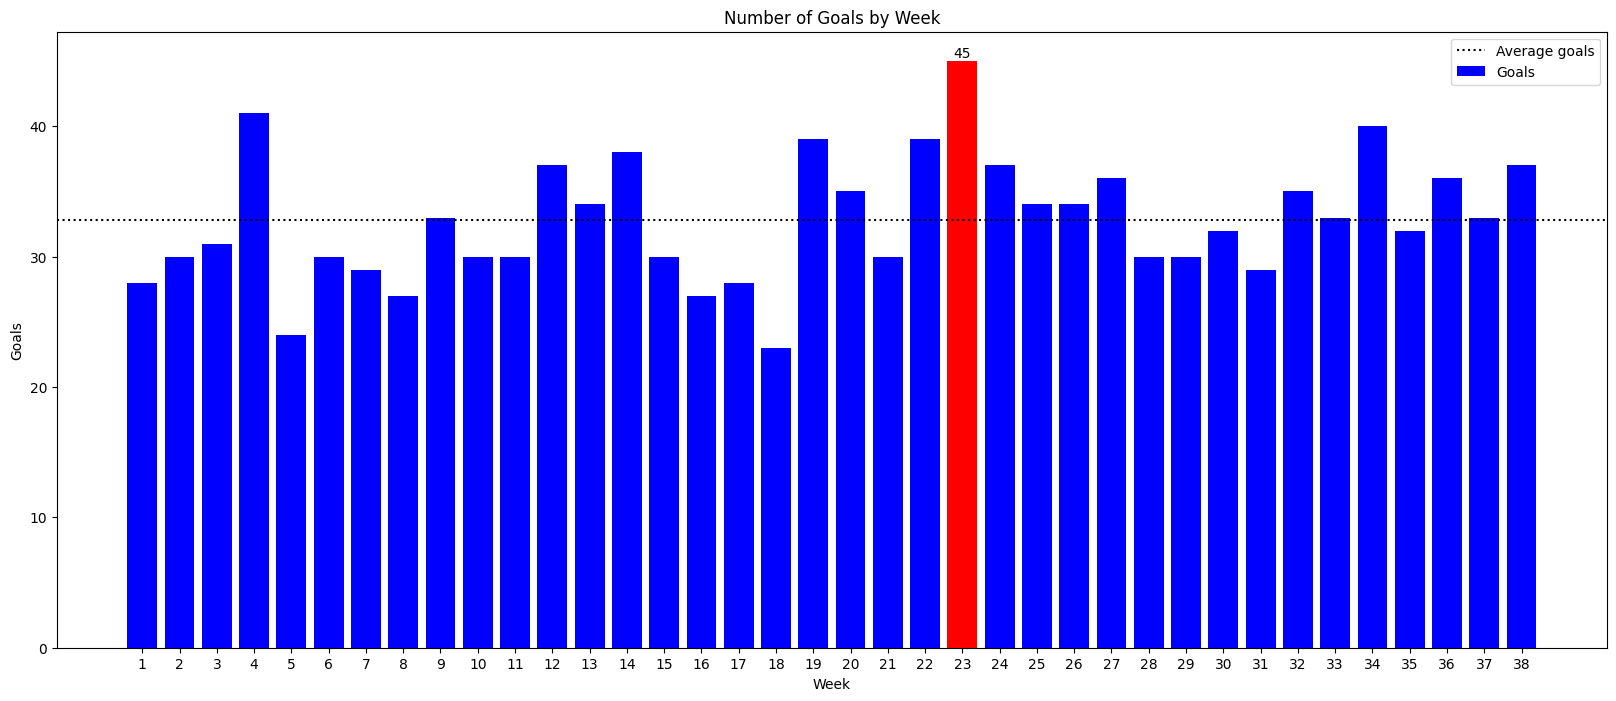 Number of Goals by Week
Average goals
Goals
45
Goals
40
30
20
10
0
1 2 3 4 5 6 7 8 9 10 11 12 13 14 15 16 17 18 19 20 21 22 23 24 25 26 27 28 29 30 31 32 33 34 35 36 37 38
Week